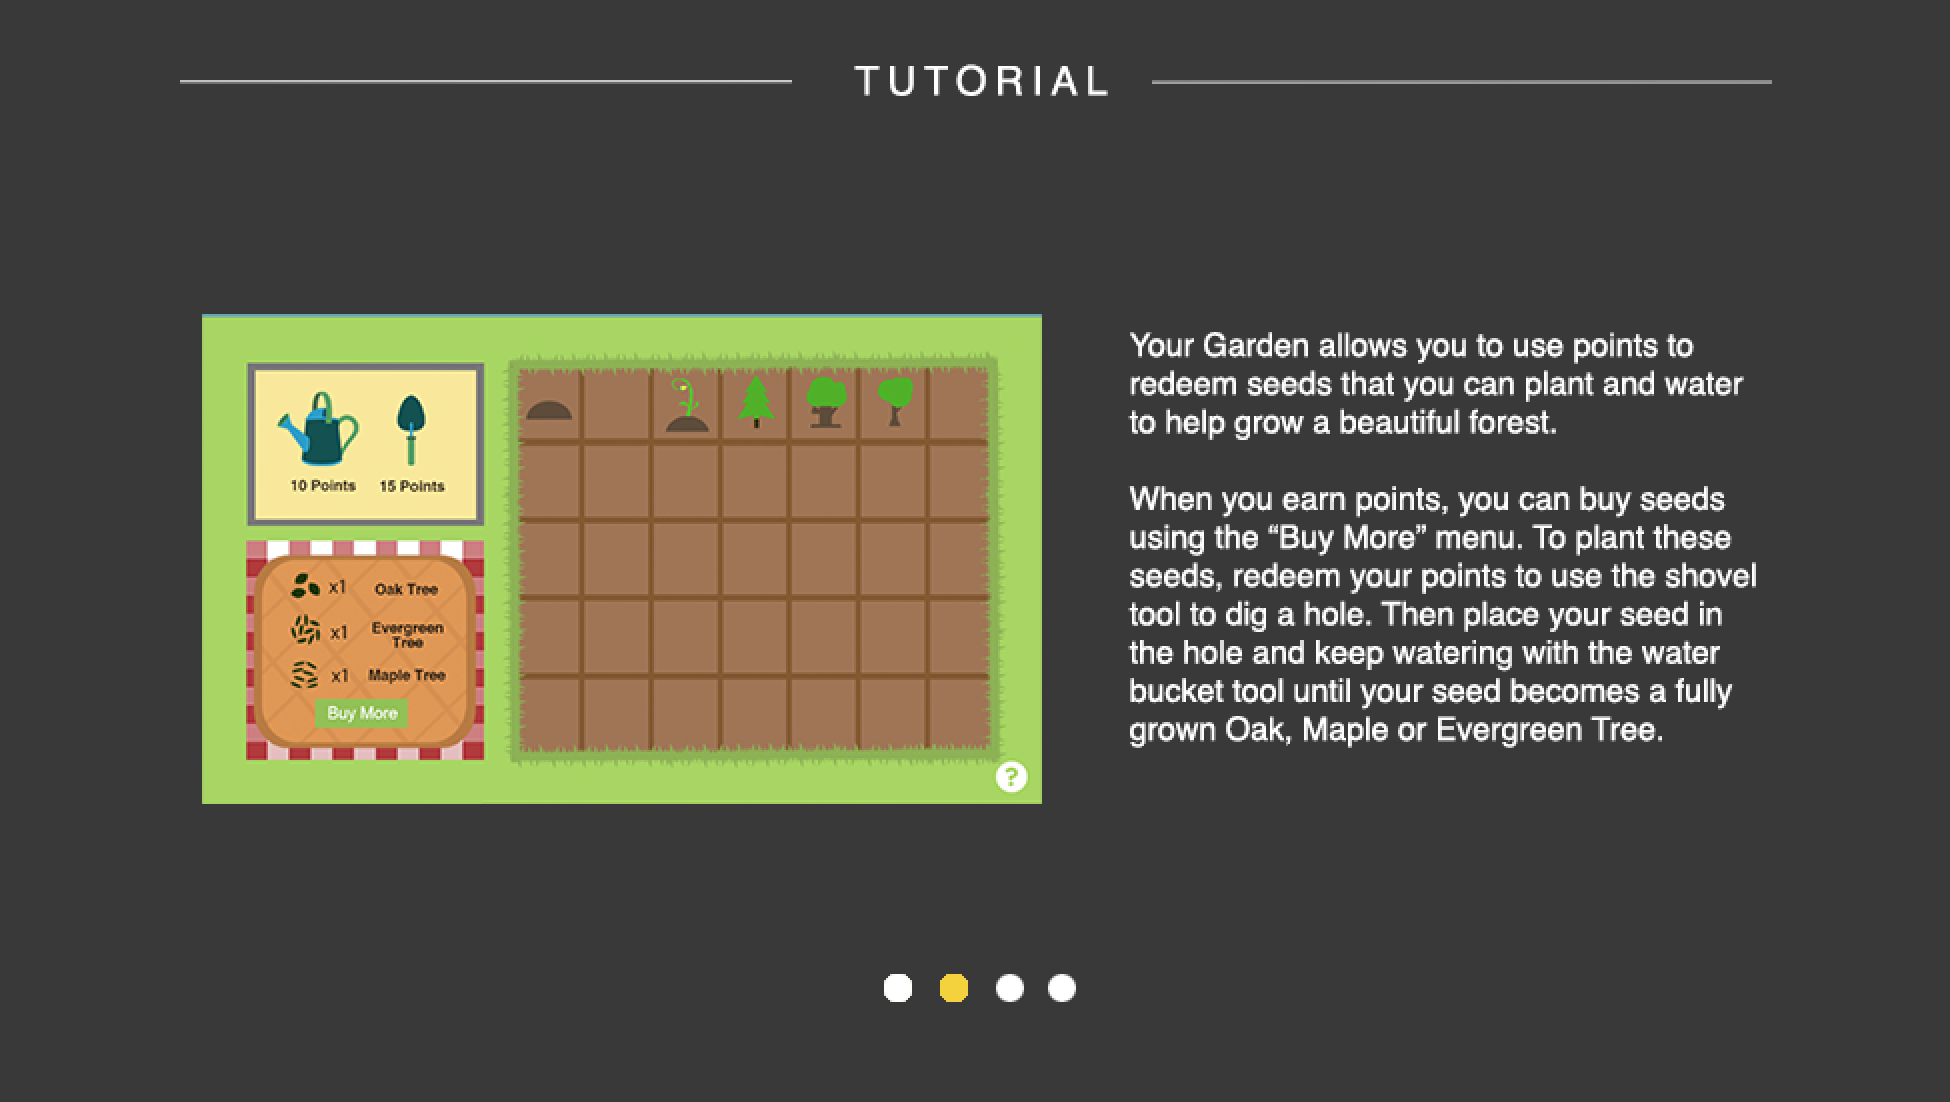 TUTORIAL
10 Points
15 Points
x1 Oak Tree
x1 Evergreen
Tree
x1 Maple Tree
Buy More
?
Your Garden allows you to use points to
redeem seeds that you can plant and water
to help grow a beautiful forest.
When you earn points, you can buy seeds
using the “Buy More” menu. To plant these
seeds, redeem your points to use the shovel
tool to dig a hole. Then place your seed in
the hole and keep watering with the water
bucket tool until your seed becomes a fully
grown Oak, Maple or Evergreen Tree.